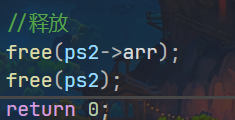 //释放
free(ps2->arr);
free(ps2);
return 0;